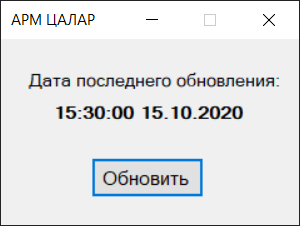 АРМ ЦАЛАР
Дата последнего обновления:
15:30:00 15.10.2020
Обновить